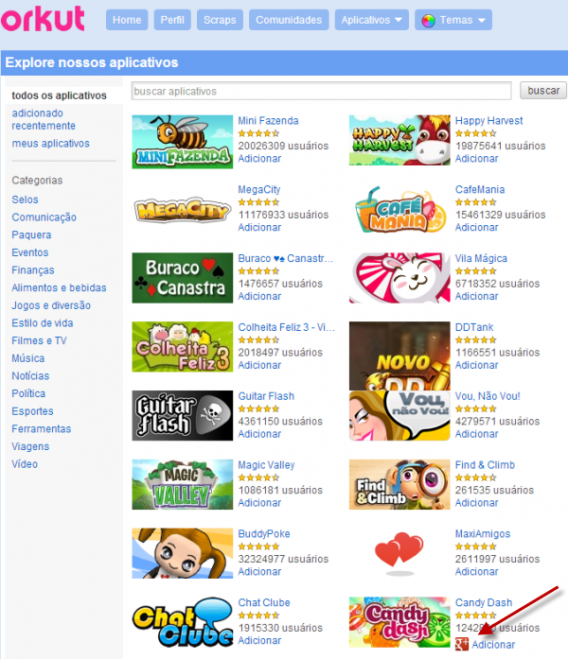 orkut
Home Perfil Scraps Comunidades Aplicativos Temas
Explore nossos aplicativos
todos os aplicativos
adicionado
recentemente
meus aplicativos
Categorias
Selos
Comunicação
Paquera
Eventos
Finanças
Alimentos e bebidas
Jogos e diversão
Estilo de vida
Filmes e TV
Música
Notícias
Política
Esportes
Ferramentas
Viagens
Vídeo
buscar aplicativos
buscar
MINIFAZENDA
Mini Fazenda
20026309 usuários
Adicionar
HAPPY
HARVEST
Happy Harvest
19875641 usuários
Adicionar
MEGACITY
MegaCity
11176933 usuários
Adicionar
CAFÉ
MANIA
CafeMania
15461329 usuários
Adicionar
Buraco
Canastra
Buraco ♥♠ Canastr...
1476657 usuários
Adicionar
Vila Mágica
6718352 usuários
Adicionar
Colheita
Feliz 3
Colheita Feliz 3 - Vi...
2018497 usuários
Adicionar
NOVO
DD
DDTank
1166551 usuários
Adicionar
Guitar
flash
Guitar Flash
4361150 usuários
Adicionar
Vou,
não Vou!
Vou, Não Vou!
4279571 usuários
Adicionar
MAGIC
VALLEY
Magic Valley
1086181 usuários
Adicionar
Find &
Climb
Find & Climb
261535 usuários
Adicionar
BuddyPoke
32324977 usuários
Adicionar
MaxiAmigos
2611997 usuários
Adicionar
Chat
Clube
Chat Clube
1915330 usuários
Adicionar
Candy
dash
Candy Dash
usuários
Adicionar